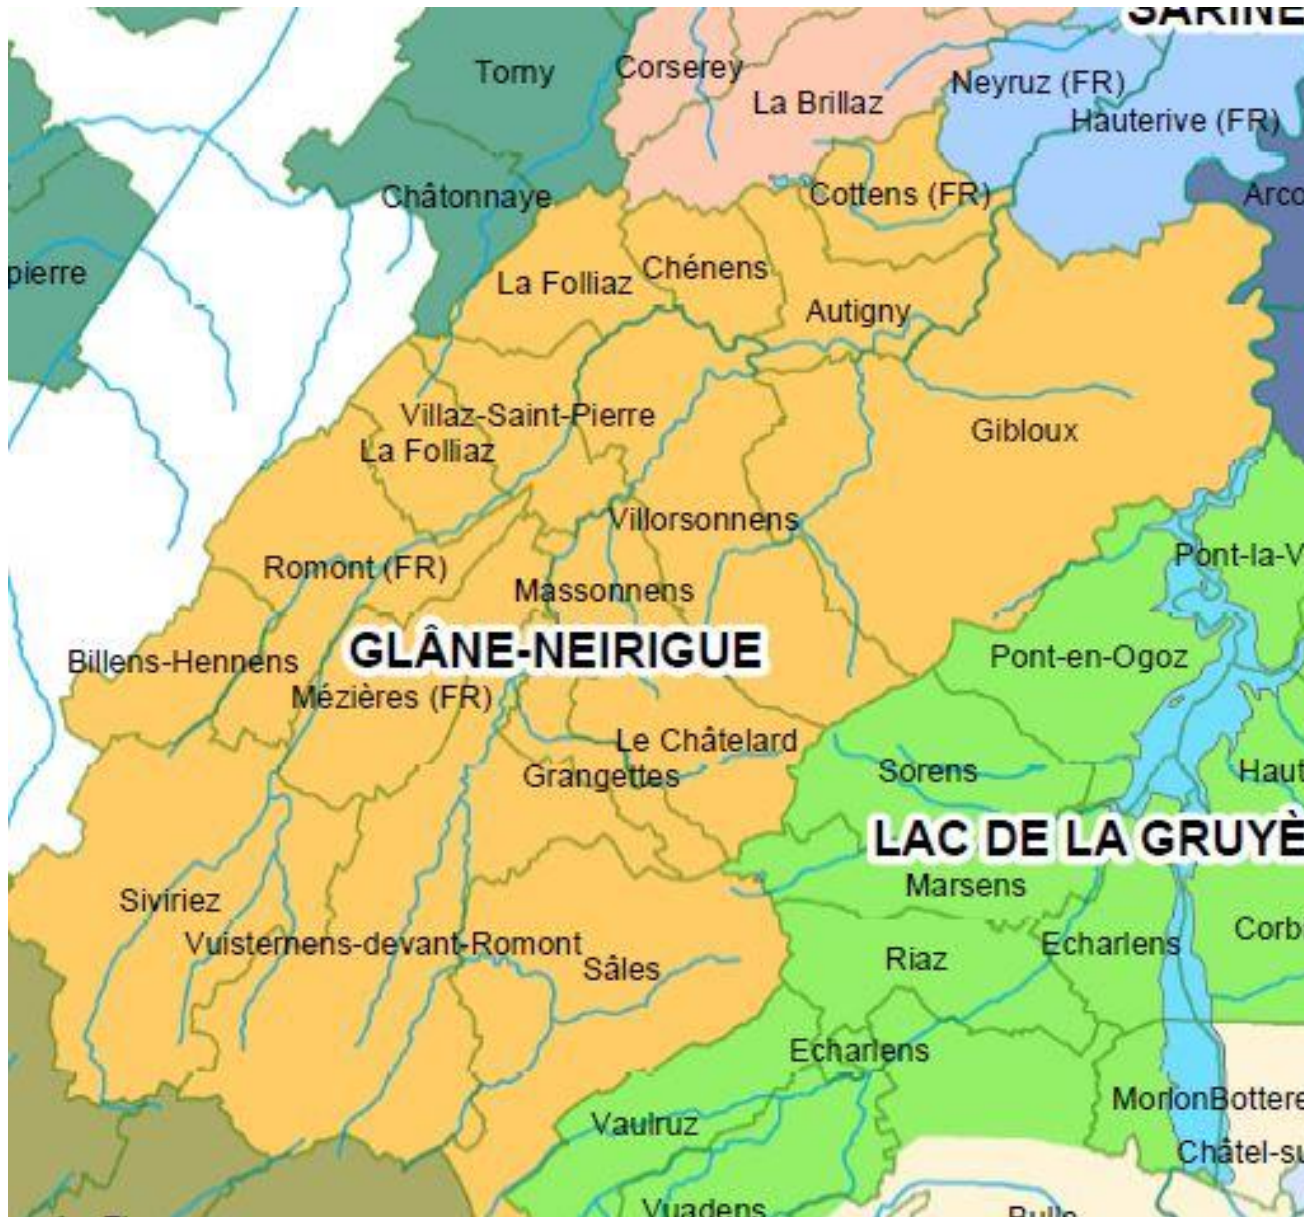 SARINE
Torny
Corserey
Neyruz (FR)
La Brillaz
Hauterive (FR)
Châtonnaye
Cottens (FR)
Arco
pierre
La Folliaz
Chénens
Autigny
Villaz-Saint-Pierre
Gibloux
La Folliaz
Villorsonnens
Pont-la-V
Romont (FR)
Massonnens
GLÂNE-NEIRIGUE
Pont-en-Ogoz
Billens-Hennens
Mézières (FR)
Le Châtelard
Grangettes
Sorens
Haut
LAC DE LA GRUYÈ
Marsens
Siviriez
Vuisternens-devant-Romont
Echarlens
Corb
Riaz
Sâles
Echarlens
Morlon
Bottere
Vaulruz
Châtel-su
Vuadens
Bulle